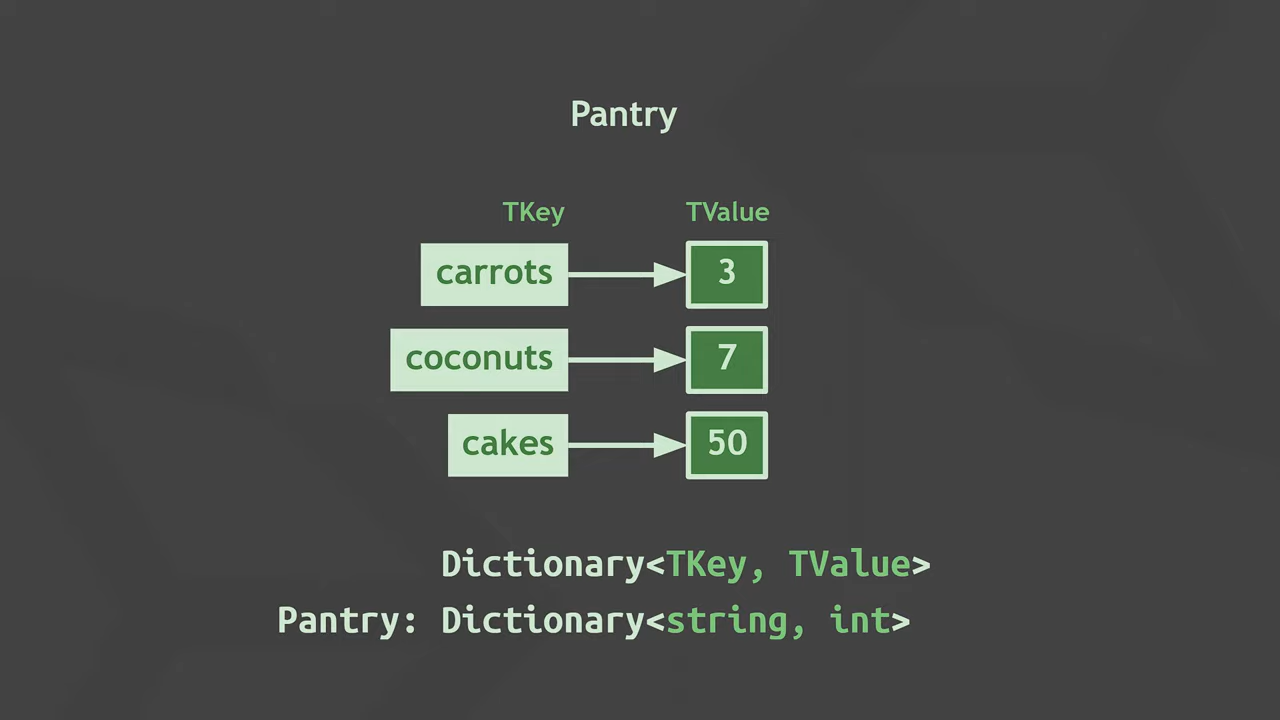 Pantry
TKey TValue
carrots 3
coconuts 7
cakes 50
Dictionary<TKey, TValue>
Pantry: Dictionary<string, int>